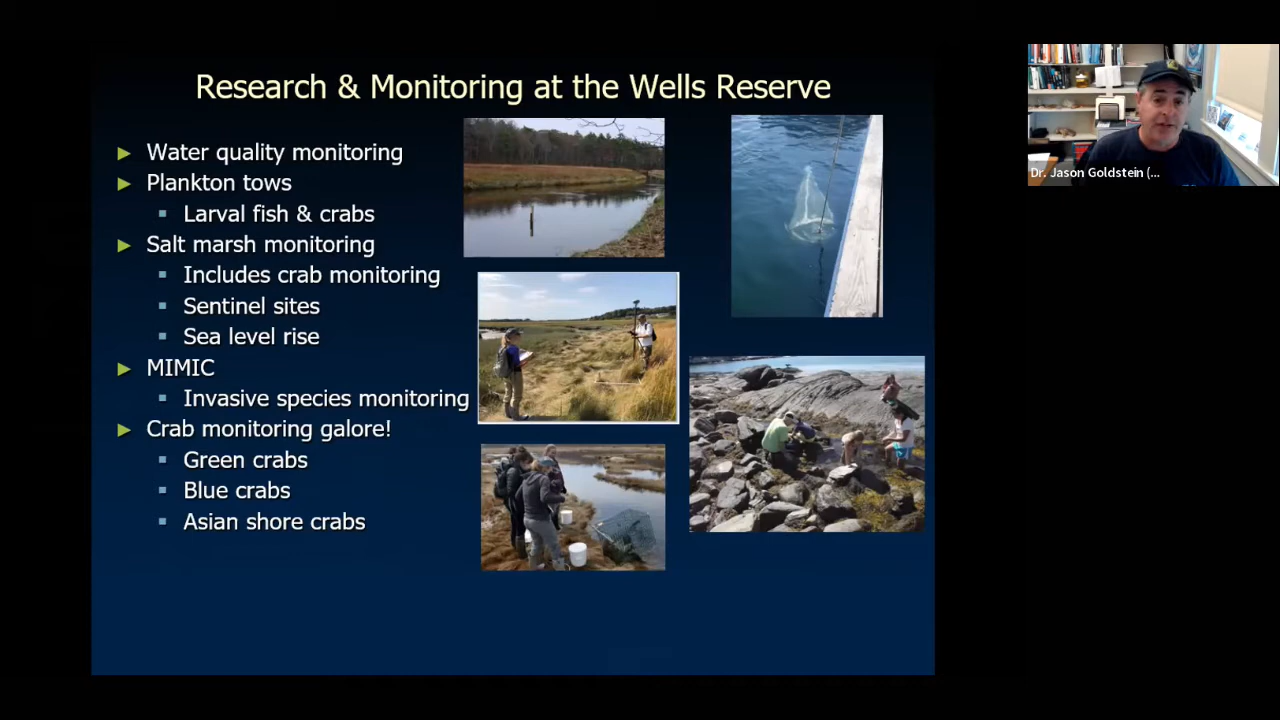 Research & Monitoring at the Wells Reserve
► Water quality monitoring
► Plankton tows
▪ Larval fish & crabs
► Salt marsh monitoring
▪ Includes crab monitoring
▪ Sentinel sites
▪ Sea level rise
► MIMIC
▪ Invasive species monitoring
► Crab monitoring galore!
▪ Green crabs
▪ Blue crabs
▪ Asian shore crabs
Dr. Jason Goldstein (...